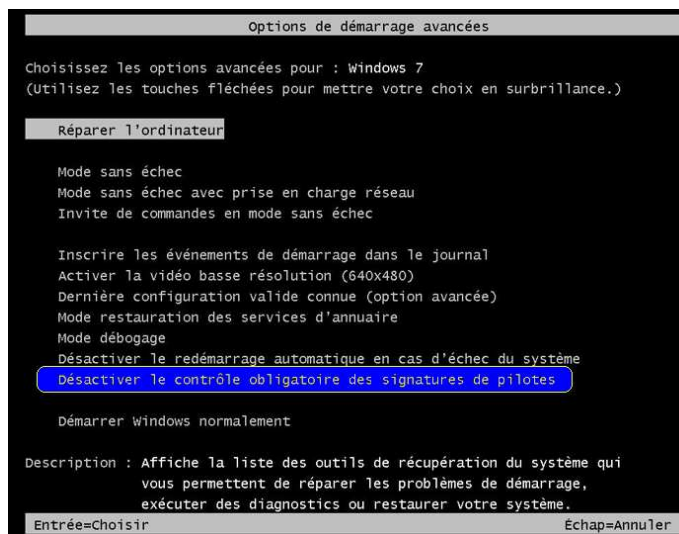 Options de démarrage avancées
Choisissez les options avancées pour : Windows 7
(Utilisez les touches fléchées pour mettre votre choix en surbrillance.)
Réparer l'ordinateur
Mode sans échec
Mode sans échec avec prise en charge réseau
Invite de commandes en mode sans échec
Inscrire les événements de démarrage dans le journal
Activer la vidéo basse résolution (640x480)
Dernière configuration valide connue (option avancée)
Mode restauration des services d'annuaire
Mode débogage
Désactiver le redémarrage automatique en cas d'échec du système
Désactiver le contrôle obligatoire des signatures de pilotes
Démarrer Windows normalement
Description : Affiche la liste des outils de récupération du système qui
vous permettent de réparer les problèmes de démarrage,
exécuter des diagnostics ou restaurer votre système.
Entrée=Choisir Échap=Annuler